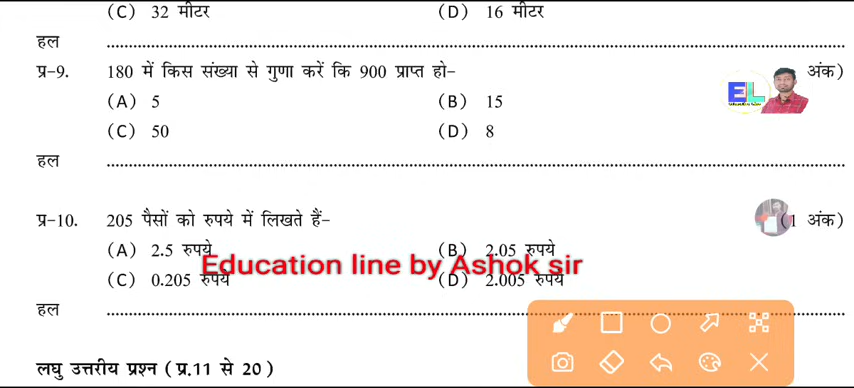 (C) 32 मीटर (D) 16 मीटर
हल ................................................................
प्र-9. 180 में किस संख्या से गुणा करें कि 900 प्राप्त हो- अंक)
(A) 5 (B) 15
EL
(C) 50 (D) 8
हल ................................................................
प्र-10. 205 पैसों को रुपये में लिखते हैं- (1 अंक)
(A) 2.5 रुपये (B) 2.05 रुपये
Education line by Ashok sir
(C) 0.205 रुपये (D) 2.005 रुपये
हल ................................................................
लघु उत्तरीय प्रश्न ( प्र.11 से 20 )